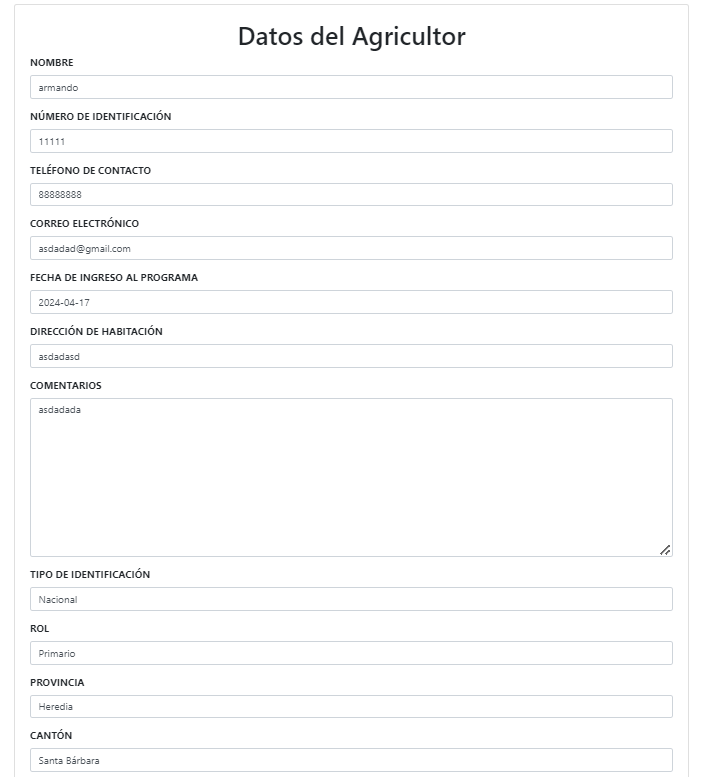 Datos del Agricultor
NOMBRE
armando
NÚMERO DE IDENTIFICACIÓN
11111
TELÉFONO DE CONTACTO
88888888
CORREO ELECTRÓNICO
asdadad@gmail.com
FECHA DE INGRESO AL PROGRAMA
2024-04-17
DIRECCIÓN DE HABITACIÓN
asdadasd
COMENTARIOS
asdadada
TIPO DE IDENTIFICACIÓN
Nacional
ROL
Primario
PROVINCIA
Heredia
CANTÓN
Santa Bárbara